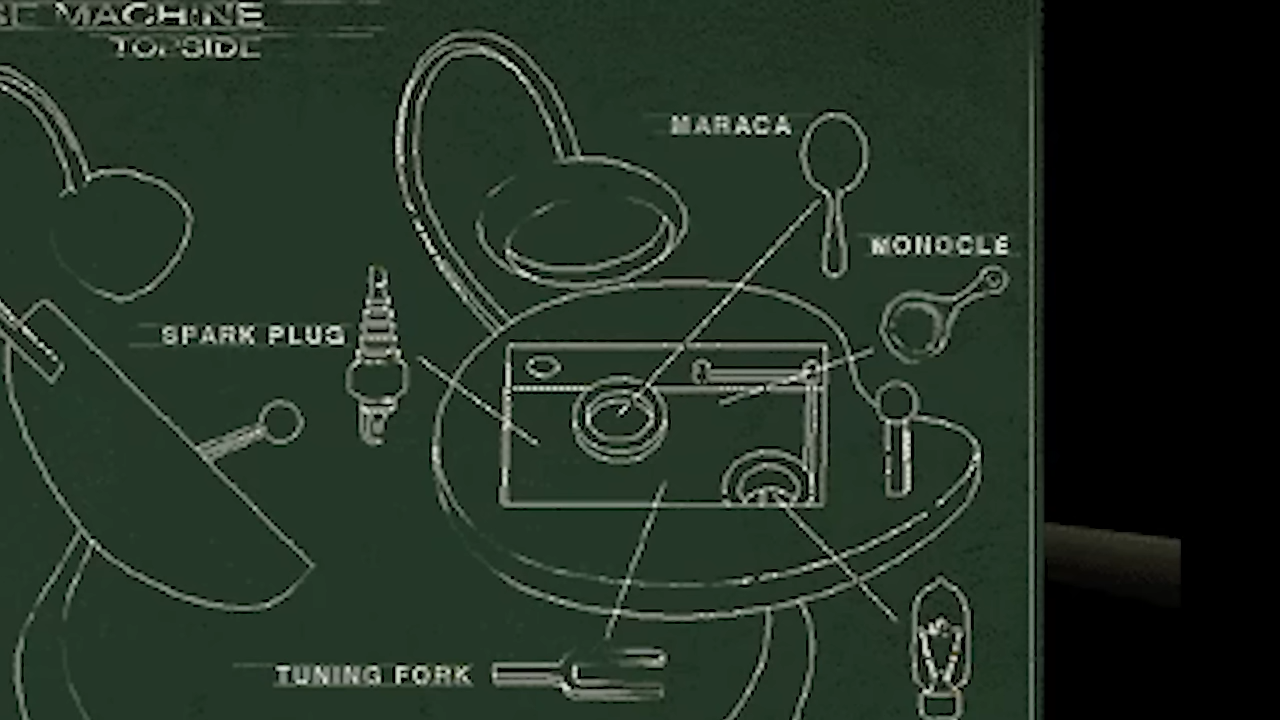 MACHINE
TOPSIDE
MARACA
MONOCLE
SPARK PLUG
TUNING FORK